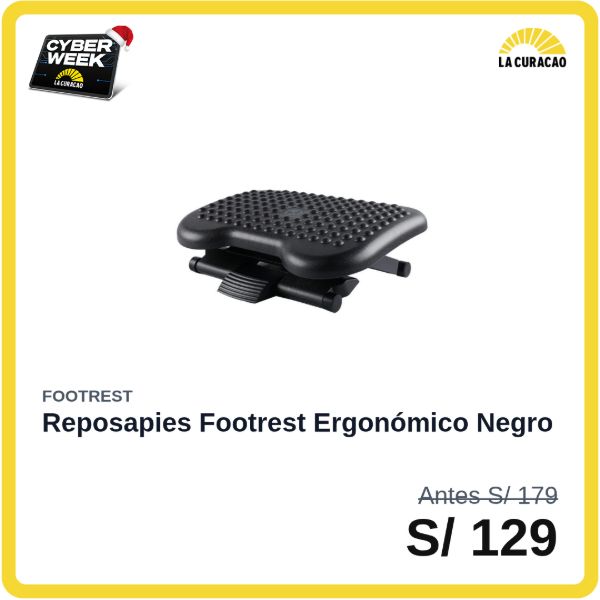 CYBER
WEEK
LA CURACAO
LA CURACAO
FOOTREST
Reposapies Footrest Ergonómico Negro
Antes S/ 179
S/ 129